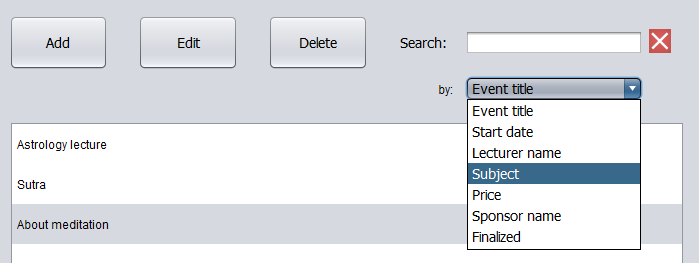 Add Edit Delete Search:
by: Event title
Event title
Start date
Astrology lecture
Lecturer name
Subject
Sutra
Price
Sponsor name
About meditation
Finalized